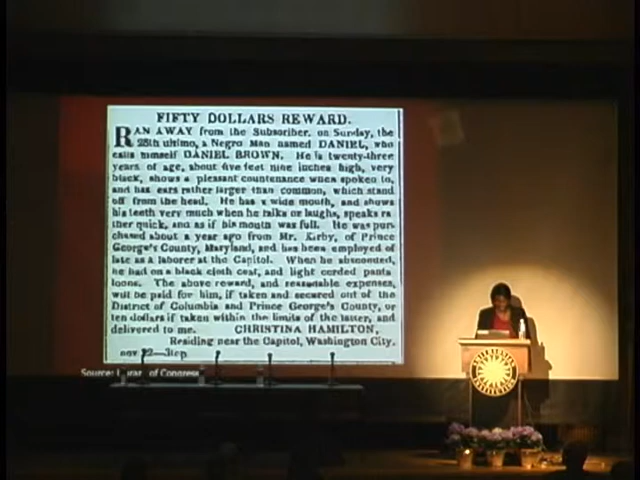 FIFTY DOLLARS REWARD.
RAN AWAY from the Subscriber, on Sunday, the
28th ultimo, a Negro Man named DANIEL, who
calls himself DANIEL BROWN. He is twenty-three
years of age, about five feet nine inches high, very
black, shows a pleasant countenance when spoken to,
and has ears rather larger than common, which stand
off from the head. He has a wide mouth, and shows
his teeth very much when he talks or laughs, speaks ra
ther quick, and as if his mouth was full. He was pur
chased about a year ago from Mr. Kirby, of Prince
George's County, Maryland, and has been employed of
late as a laborer at the Capitol. When he absconded,
he had on a black cloth coat, and light corded panta
loons. The above reward, and reasonable expenses,
will be paid for him, if taken and secured out of the
District of Columbia and Prince George's County, or
ten dollars if taken within the limits of the latter, and
delivered to me. CHRISTINA HAMILTON,
Residing near the Capitol, Washington City.
nov
Source: of Congress